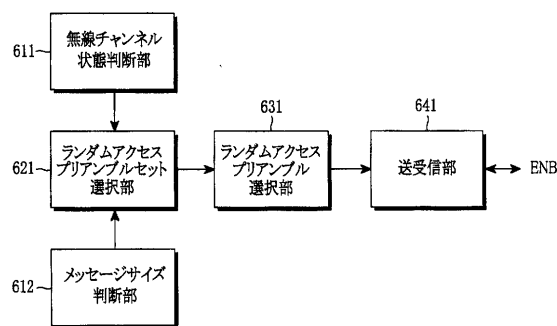 611
無線チャンネル
状態判断部
631
641
621
ランダムアクセス
プリアンブルセット
選択部
ランダムアクセス
プリアンブル
選択部
送受信部
ENB
612
メッセージサイズ
判断部